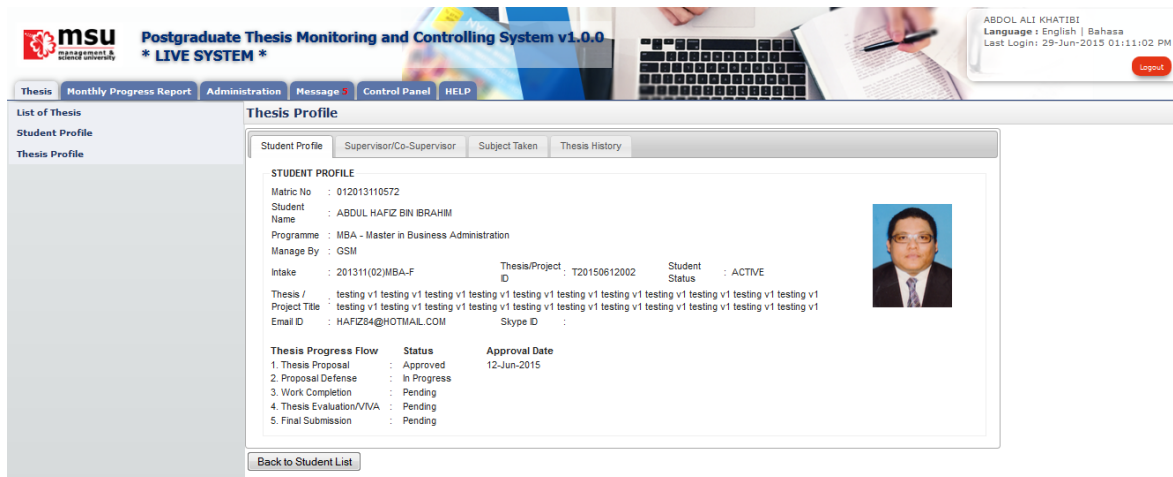 msu
management &
science university
Postgraduate Thesis Monitoring and Controlling System v1.0.0
* LIVE SYSTEM *
ABDOL ALI KHATIBI
Language : English | Bahasa
Last Login: 29-Jun-2015 01:11:02 PM
Logout
Thesis Monthly Progress Report Administration Message 5 Control Panel HELP
List of Thesis
Student Profile
Thesis Profile
Thesis Profile
Student Profile Supervisor/Co-Supervisor Subject Taken Thesis History
STUDENT PROFILE
Matric No : 012013110572
Student Name : ABDUL HAFIZ BIN IBRAHIM
Programme : MBA - Master in Business Administration
Manage By : GSM
Intake : 201311(02)MBA-F Thesis/Project ID : T20150612002 Student Status : ACTIVE
Thesis / : testing v1 testing v1 testing v1 testing v1 testing v1 testing v1 testing v1 testing v1 testing v1 testing v1 testing v1
Project Title testing v1 testing v1 testing v1 testing v1 testing v1 testing v1 testing v1 testing v1 testing v1 testing v1 testing v1
Email ID : HAFIZ84@HOTMAIL.COM Skype ID :
Thesis Progress Flow Status Approval Date
1. Thesis Proposal : Approved 12-Jun-2015
2. Proposal Defense : In Progress
3. Work Completion : Pending
4. Thesis Evaluation/VIVA : Pending
5. Final Submission : Pending
Back to Student List